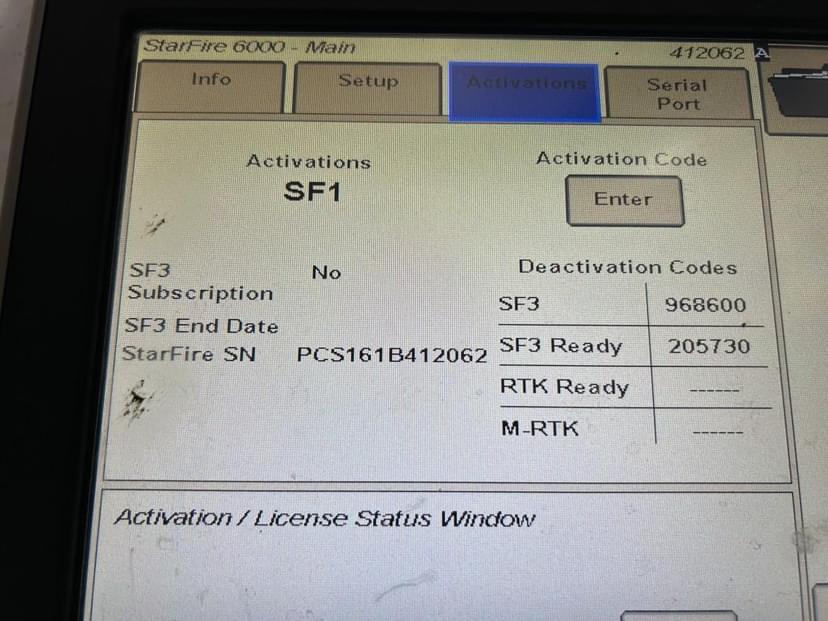 StarFire 6000 - Main
412062 A
Info
Setup
Activations
Serial
Port
Activations
SF1
Activation Code
Enter
SF3
Subscription
No
SF3 End Date
StarFire SN PCS161B412062
Deactivation Codes
SF3 968600
SF3 Ready 205730
RTK Ready ------
M-RTK ------
Activation / License Status Window